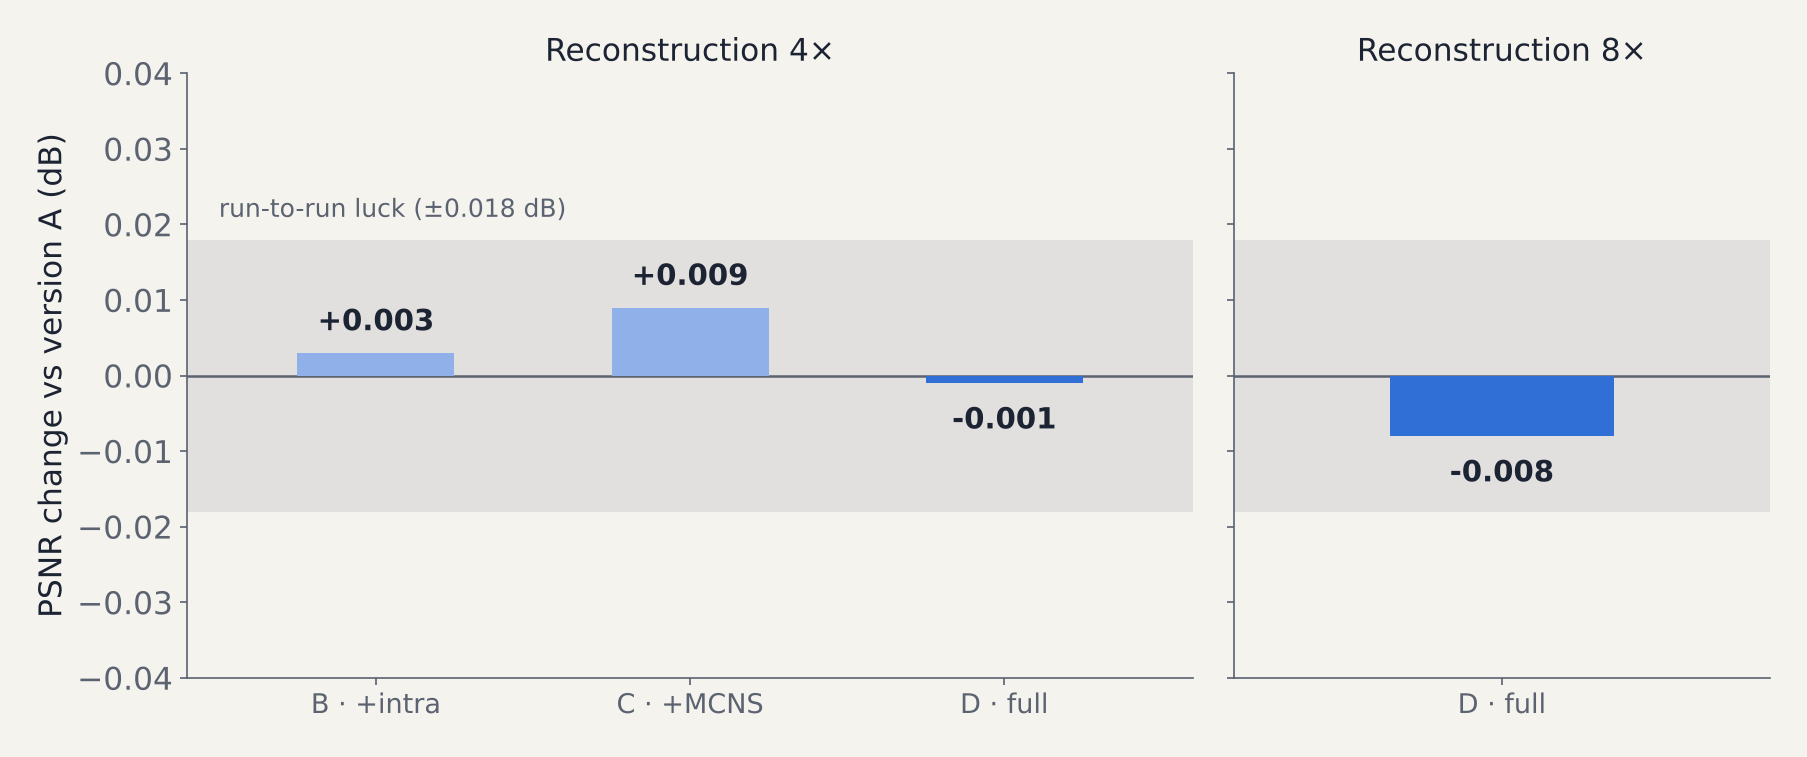 Reconstruction 4×
Reconstruction 8×
PSNR change vs version A (dB)
0.04
0.03
0.02
0.01
0.00
−0.01
−0.02
−0.03
−0.04
run-to-run luck (±0.018 dB)
+0.003
+0.009
-0.001
-0.008
B · +intra
C · +MCNS
D · full
D · full